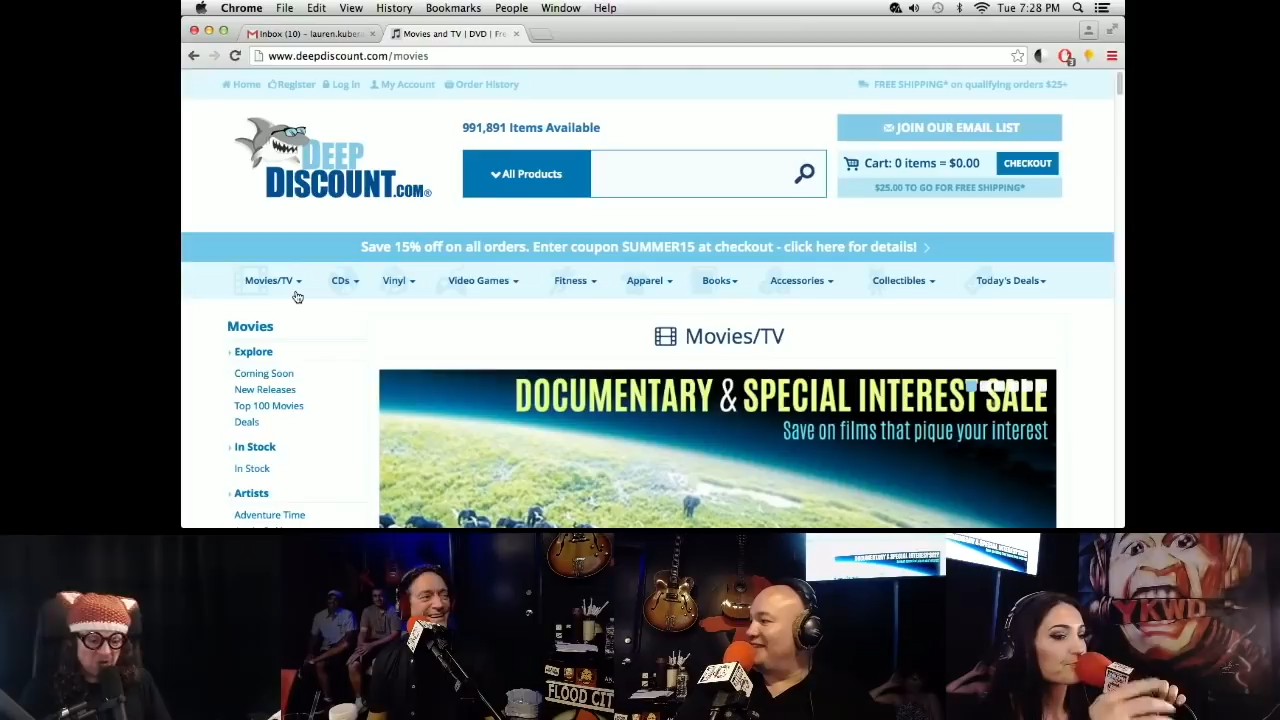 Chrome File Edit View History Bookmarks People Window Help
Tue 7:28 PM
Inbox (10) – lauren.kuber
Movies and TV | DVD | Fre
www.deepdiscount.com/movies
Home Register Log In My Account Order History
FREE SHIPPING* on qualifying orders $25+
DEEP
DISCOUNT.COM®
991,891 Items Available
All Products
JOIN OUR EMAIL LIST
Cart: 0 items = $0.00 CHECKOUT
$25.00 TO GO FOR FREE SHIPPING*
Save 15% off on all orders. Enter coupon SUMMER15 at checkout - click here for details!
Movies/TV CDs Vinyl Video Games Fitness Apparel Books Accessories Collectibles Today's Deals
Movies
Explore
Coming Soon
New Releases
Top 100 Movies
Deals
In Stock
In Stock
Artists
Adventure Time
Movies/TV
DOCUMENTARY & SPECIAL INTEREST SALE
Save on films that pique your interest
FLOOD CIT
DOCUMENTARY & SPECIAL INTEREST
YKWD